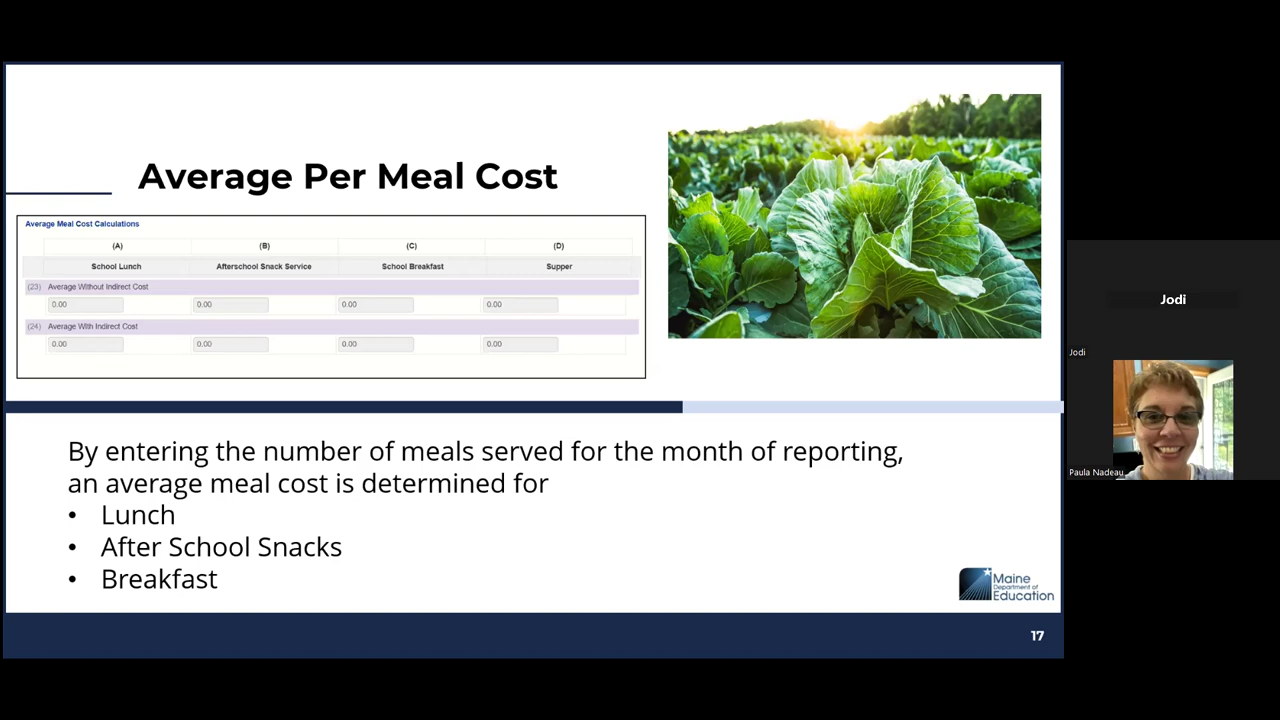 Average Per Meal Cost
Average Meal Cost Calculations
(A) (B) (C) (D)
School Lunch Afterschool Snack Service School Breakfast Supper
(23) Average Without Indirect Cost
0.00 0.00 0.00 0.00
(24) Average With Indirect Cost
0.00 0.00 0.00 0.00
By entering the number of meals served for the month of reporting,
an average meal cost is determined for
• Lunch
• After School Snacks
• Breakfast
Maine
Department of
Education
17
Jodi
Jodi
Paula Nadeau